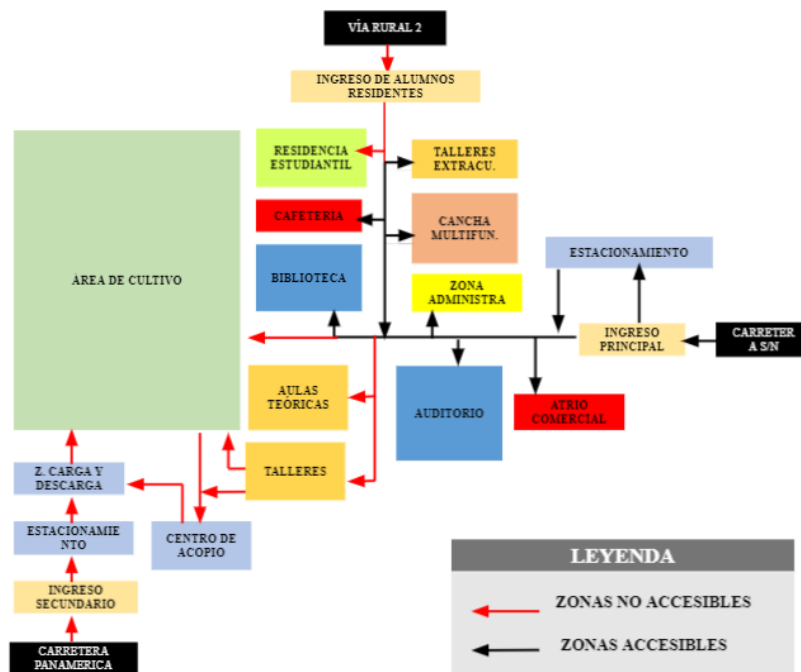 VÍA RURAL 2
INGRESO DE ALUMNOS
RESIDENTES
RESIDENCIA
ESTUDIANTIL
TALLERES
EXTRACU.
CAFETERIA
CANCHA
MULTIFUN.
ÁREA DE CULTIVO
BIBLIOTECA
ZONA
ADMINISTRA
ESTACIONAMIENTO
INGRESO
PRINCIPAL
CARRETER
A S/N
AULAS
TEÓRICAS
AUDITORIO
ATRIO
COMERCIAL
TALLERES
Z. CARGA Y
DESCARGA
ESTACIONAMIE
NTO
CENTRO DE
ACOPIO
INGRESO
SECUNDARIO
CARRETERA
PANAMERICA
LEYENDA
ZONAS NO ACCESIBLES
ZONAS ACCESIBLES